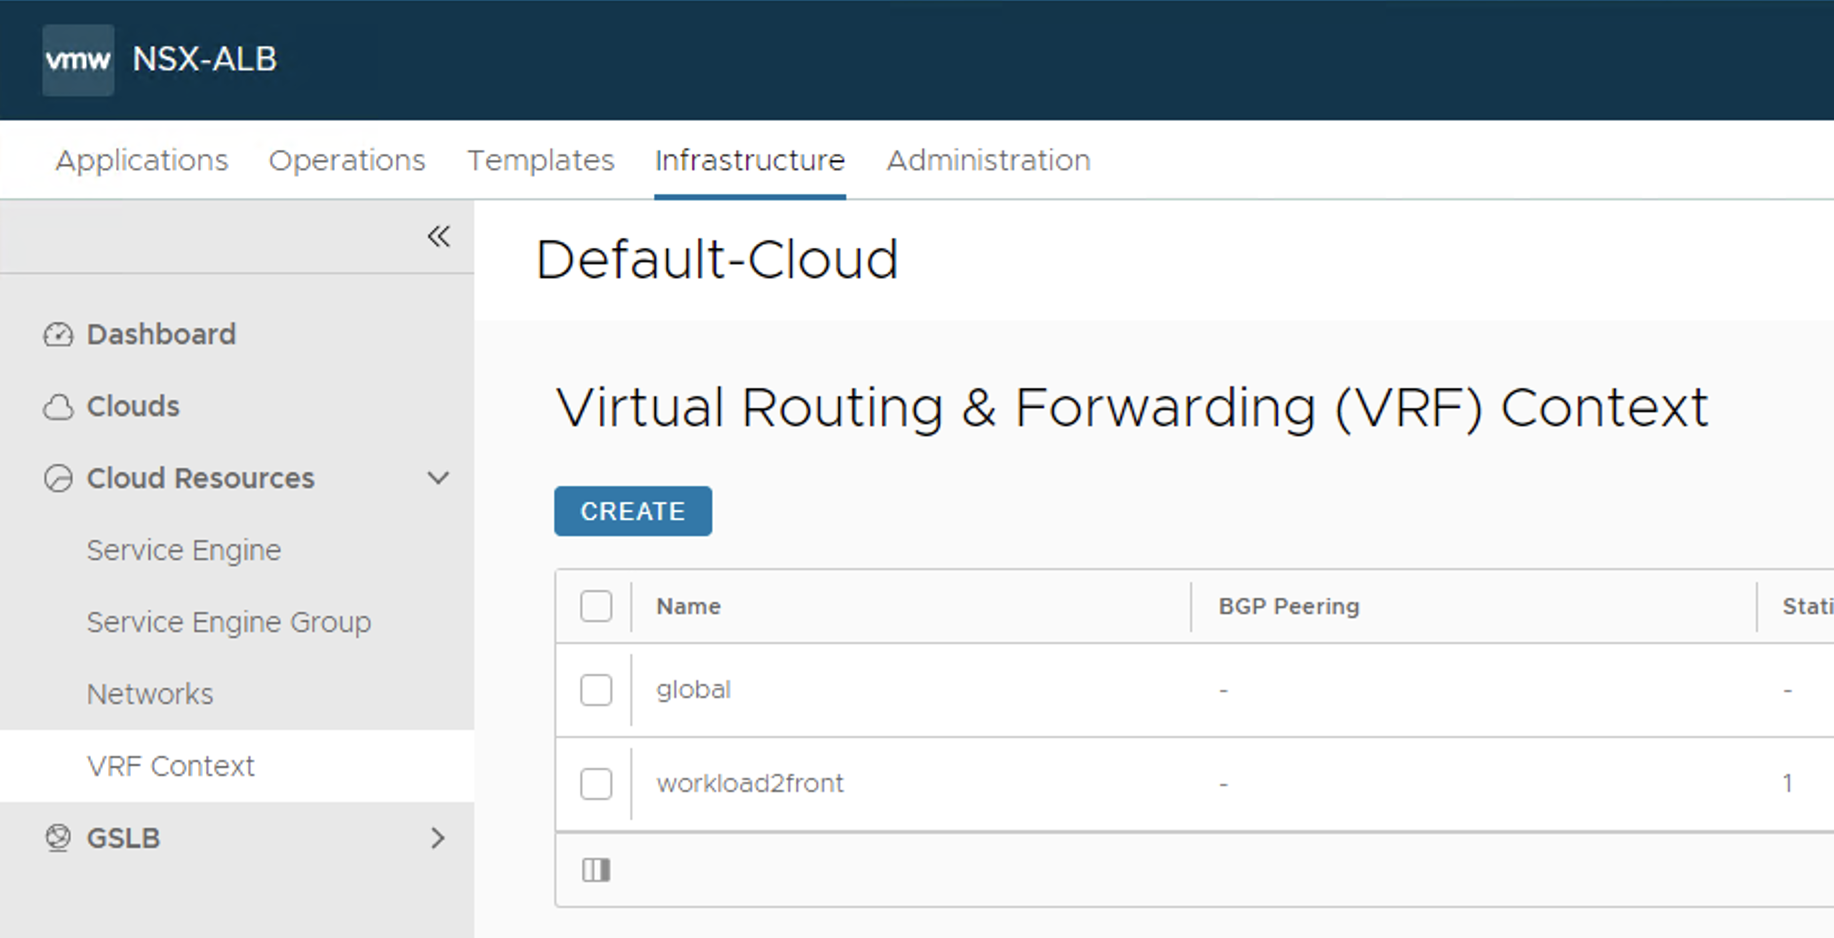 vmw NSX-ALB
Applications Operations Templates Infrastructure Administration
Default-Cloud
Dashboard
Clouds
Cloud Resources
Service Engine
Service Engine Group
Networks
VRF Context
GSLB
Virtual Routing & Forwarding (VRF) Context
CREATE
Name BGP Peering Stati
global - -
workload2front - 1